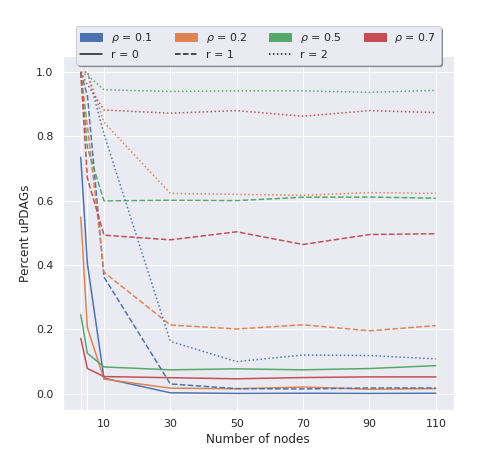 ρ = 0.1 ρ = 0.2 ρ = 0.5 ρ = 0.7
r = 0 r = 1 r = 2
1.0
0.8
0.6
0.4
0.2
0.0
Percent uPDAGs
10 30 50 70 90 110
Number of nodes